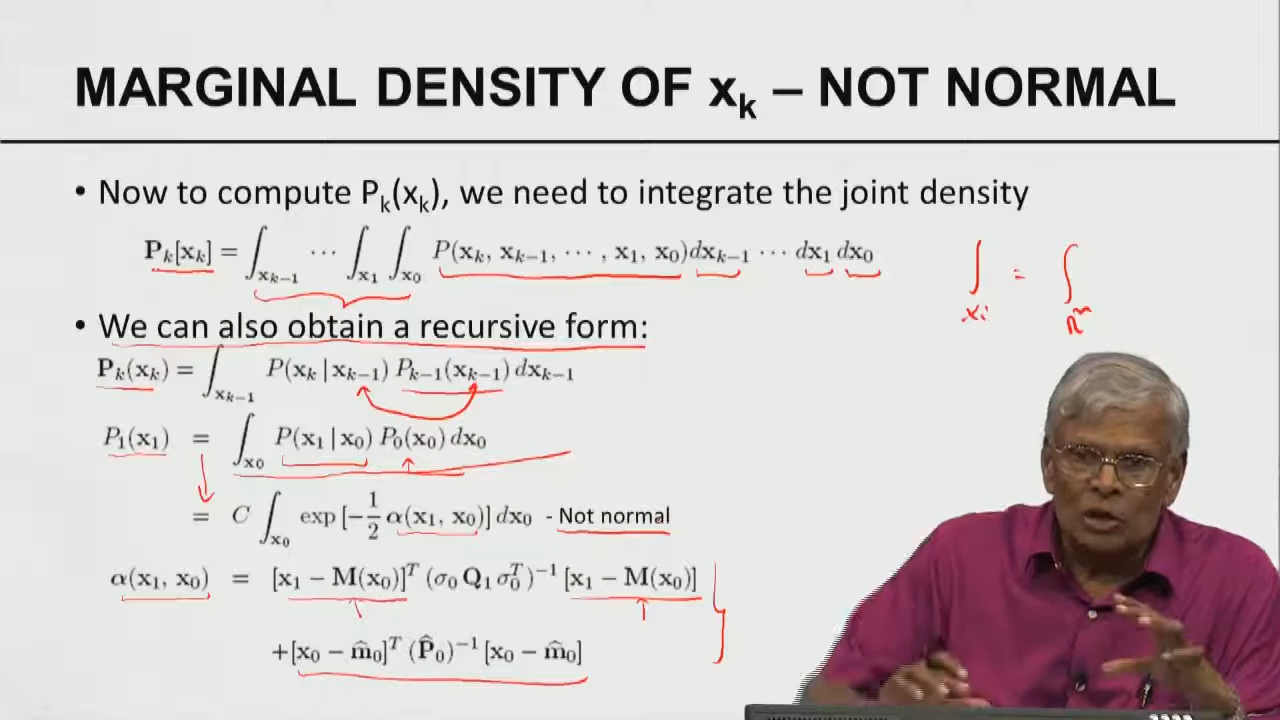 MARGINAL DENSITY OF xₖ – NOT NORMAL
• Now to compute Pₖ(xₖ), we need to integrate the joint density
Pₖ[xₖ] = ∫ₓₖ₋₁ ⋯ ∫ₓ₁ ∫ₓ₀ P(xₖ, xₖ₋₁, ⋯ , x₁, x₀)dxₖ₋₁ ⋯ dx₁ dx₀
∫ₓᵢ = ∫ Rⁿ
• We can also obtain a recursive form:
Pₖ(xₖ) = ∫ₓₖ₋₁ P(xₖ | xₖ₋₁) Pₖ₋₁(xₖ₋₁) dxₖ₋₁
P₁(x₁) = ∫ₓ₀ P(x₁ | x₀) P₀(x₀) dx₀
= C ∫ₓ₀ exp [−½ α(x₁, x₀)] dx₀ - Not normal
α(x₁, x₀) = [x₁ − M(x₀)]ᵀ (σ₀ Q₁ σ₀ᵀ)⁻¹ [x₁ − M(x₀)]
+[x₀ − m̂₀]ᵀ (P̂₀)⁻¹ [x₀ − m̂₀]